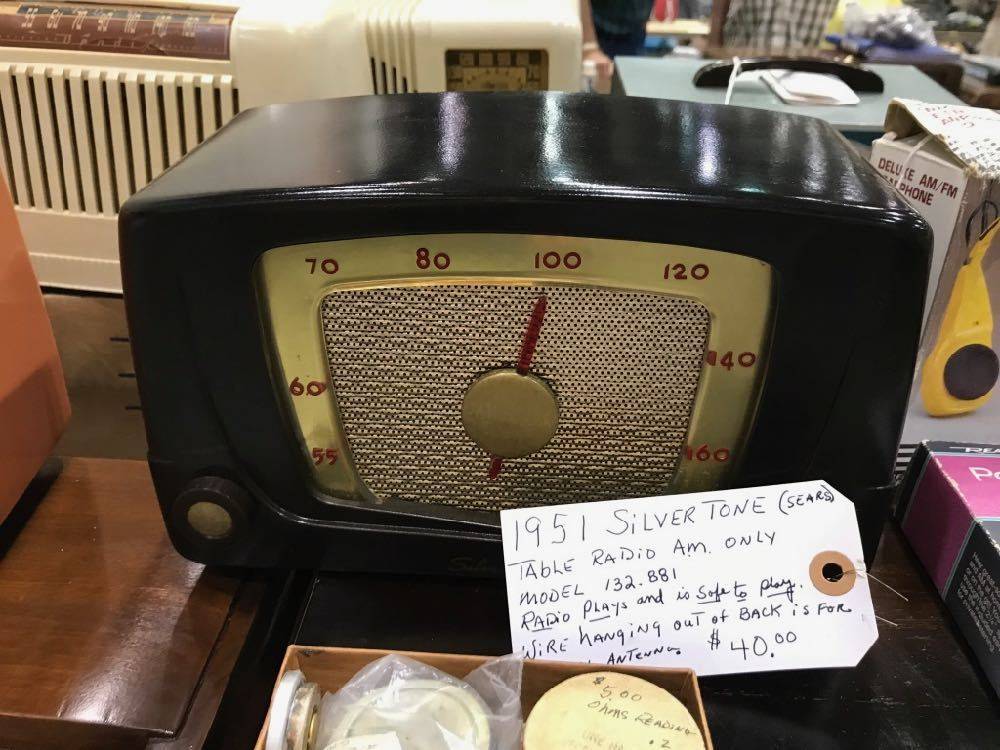 70 80 100 120
60 140
55 160
DELUXE AM/FM
PHONE
1951 SILVERTONE (SEARS)
TABLE RADIO AM. ONLY
MODEL 132.881
RADIO PLAYS and is Safe to play.
WIRE HANGING OUT of BACK is FOR
ANTENNA. $40.00
$5.00
OHMS READING
.2